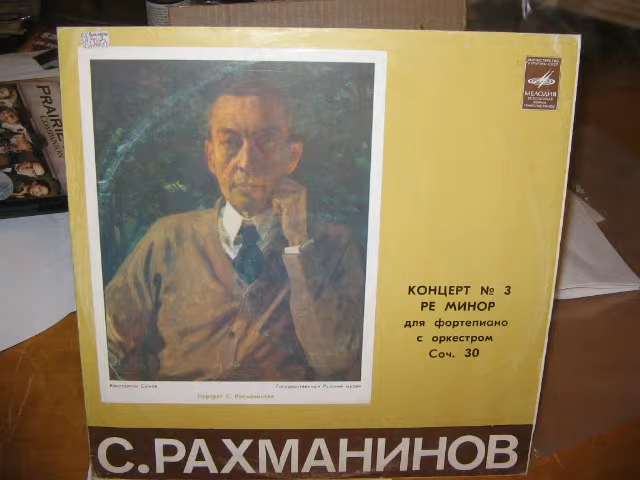 МЕЛОДИЯ
PRAIRIE
COMPANION
КОНЦЕРТ № 3
РЕ МИНОР
для фортепиано
с оркестром
Соч. 30
Константин Сомов
Государственный Русский музей
Портрет С. Рахманинова
С.РАХМАНИНОВ